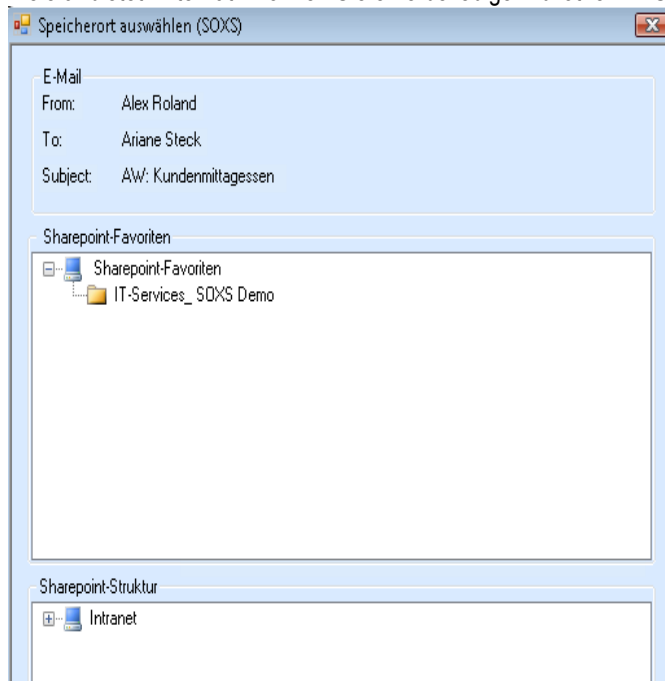 Speicherort auswählen (SOXS)
E-Mail
From: Alex Roland
To: Ariane Steck
Subject: AW: Kundenmittagessen
Sharepoint-Favoriten
Sharepoint-Favoriten
IT-Services_ SOXS Demo
Sharepoint-Struktur
Intranet